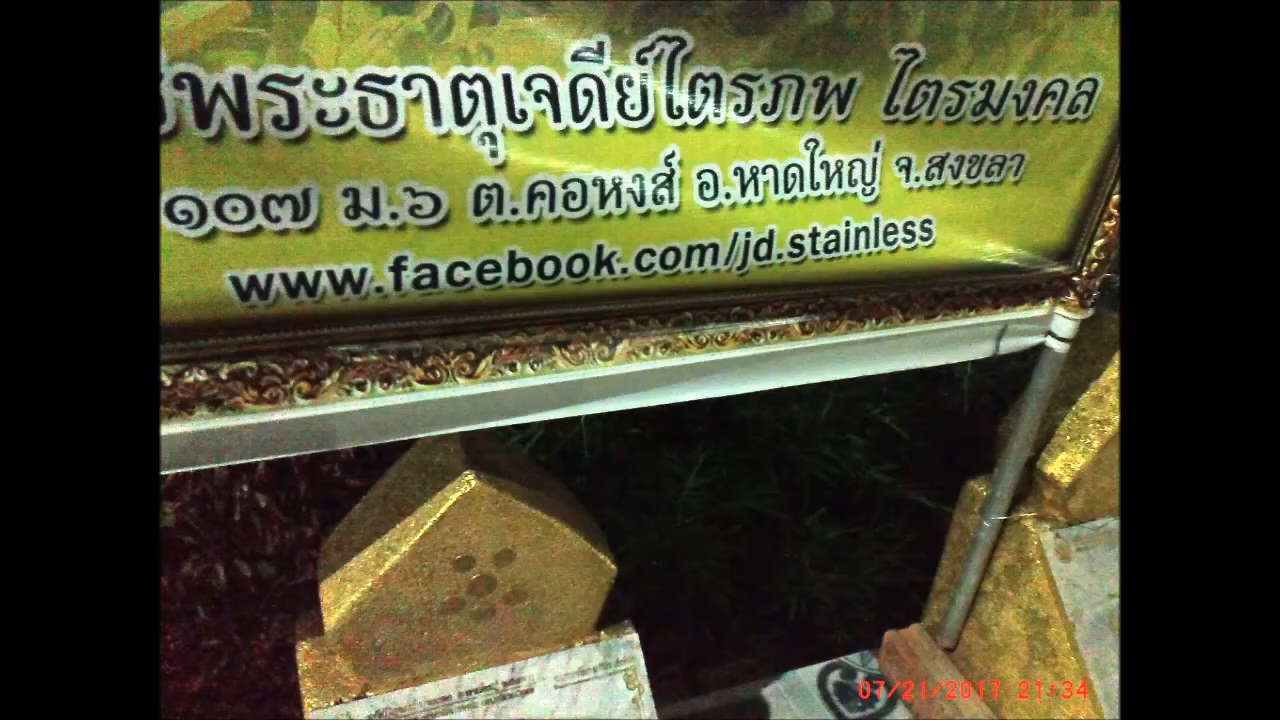 พระธาตุเจดีย์ไตรภพ ไตรมงคล
๑๐๗ ม.๖ ต.คอหงส์ อ.หาดใหญ่ จ.สงขลา
www.facebook.com/jd.stainless
07/21/2017 21:34